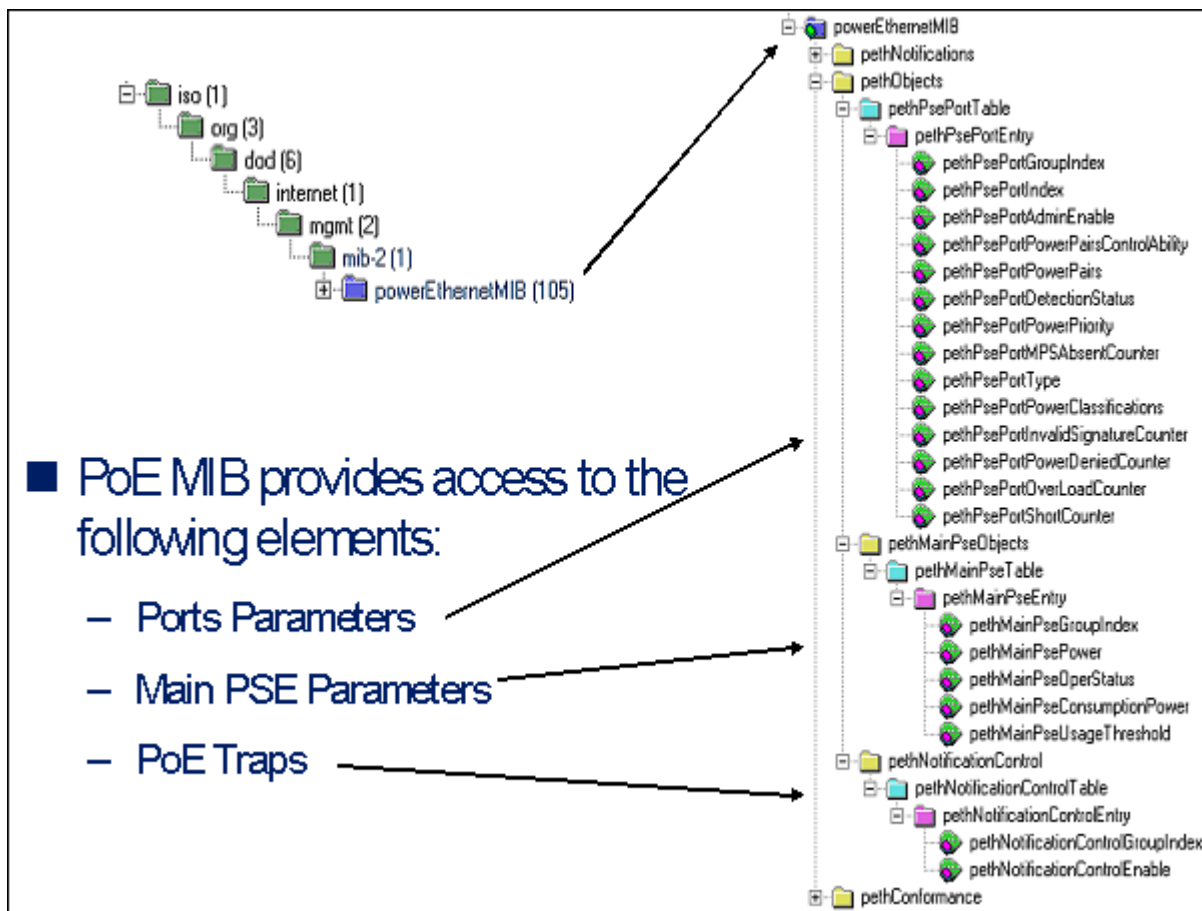 iso (1)
org (3)
dod (6)
internet (1)
mgmt (2)
mib-2 (1)
powerEthernetMIB (105)
■ PoE MIB provides access to the
following elements:
– Ports Parameters
– Main PSE Parameters
– PoE Traps
powerEthernetMIB
pethNotifications
pethObjects
pethPsePortTable
pethPsePortEntry
pethPsePortGroupIndex
pethPsePortIndex
pethPsePortAdminEnable
pethPsePortPowerPairsControlAbility
pethPsePortPowerPairs
pethPsePortDetectionStatus
pethPsePortPowerPriority
pethPsePortMPSAbsentCounter
pethPsePortType
pethPsePortPowerClassifications
pethPsePortInvalidSignatureCounter
pethPsePortPowerDeniedCounter
pethPsePortOverLoadCounter
pethPsePortShortCounter
pethMainPseObjects
pethMainPseTable
pethMainPseEntry
pethMainPseGroupIndex
pethMainPsePower
pethMainPseOperStatus
pethMainPseConsumptionPower
pethMainPseUsageThreshold
pethNotificationControl
pethNotificationControlTable
pethNotificationControlEntry
pethNotificationControlGroupIndex
pethNotificationControlEnable
pethConformance